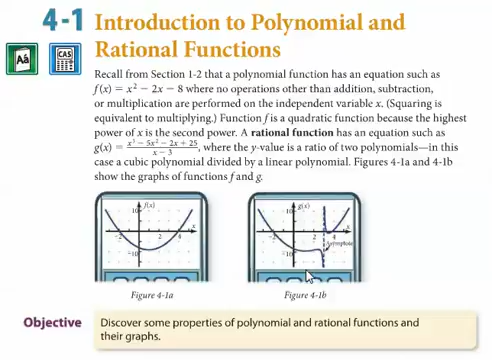 4-1 Introduction to Polynomial and
Rational Functions
Aá CAS
Recall from Section 1-2 that a polynomial function has an equation such as
f(x) = x² − 2x − 8 where no operations other than addition, subtraction,
or multiplication are performed on the independent variable x. (Squaring is
equivalent to multiplying.) Function f is a quadratic function because the highest
power of x is the second power. A rational function has an equation such as
g(x) = (x³ − 5x² − 2x + 25)/(x − 3), where the y-value is a ratio of two polynomials—in this
case a cubic polynomial divided by a linear polynomial. Figures 4-1a and 4-1b
show the graphs of functions f and g.
10 f(x)
x
−2 2 4
−10
10 g(x)
x
−2 2 4
Asymptote
−10
Figure 4-1a
Figure 4-1b
Objective Discover some properties of polynomial and rational functions and
their graphs.